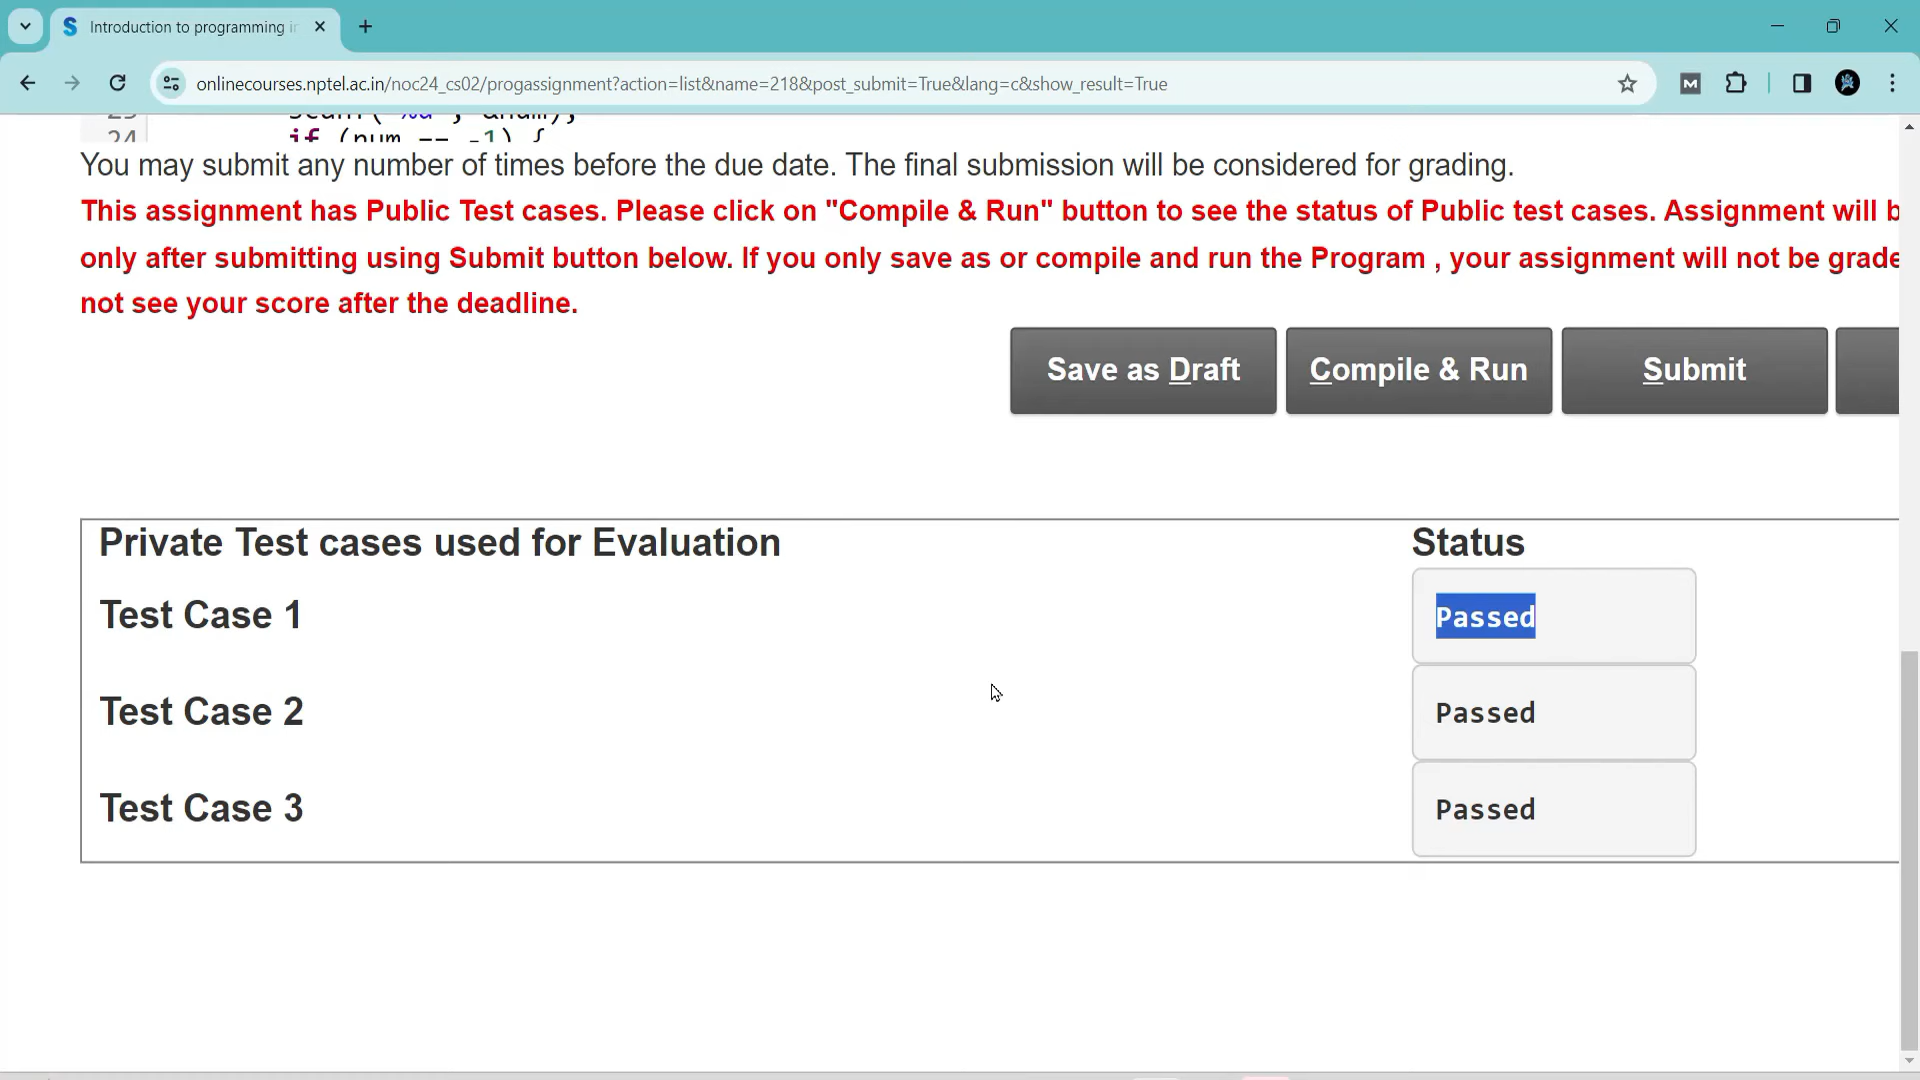 Introduction to programming in
onlinecourses.nptel.ac.in/noc24_cs02/progassignment?action=list&name=218&post_submit=True&lang=c&show_result=True
24 if (num == -1) {
You may submit any number of times before the due date. The final submission will be considered for grading.
This assignment has Public Test cases. Please click on "Compile & Run" button to see the status of Public test cases. Assignment will b
only after submitting using Submit button below. If you only save as or compile and run the Program , your assignment will not be grade
not see your score after the deadline.
Save as Draft Compile & Run Submit
Private Test cases used for Evaluation Status
Test Case 1 Passed
Test Case 2 Passed
Test Case 3 Passed